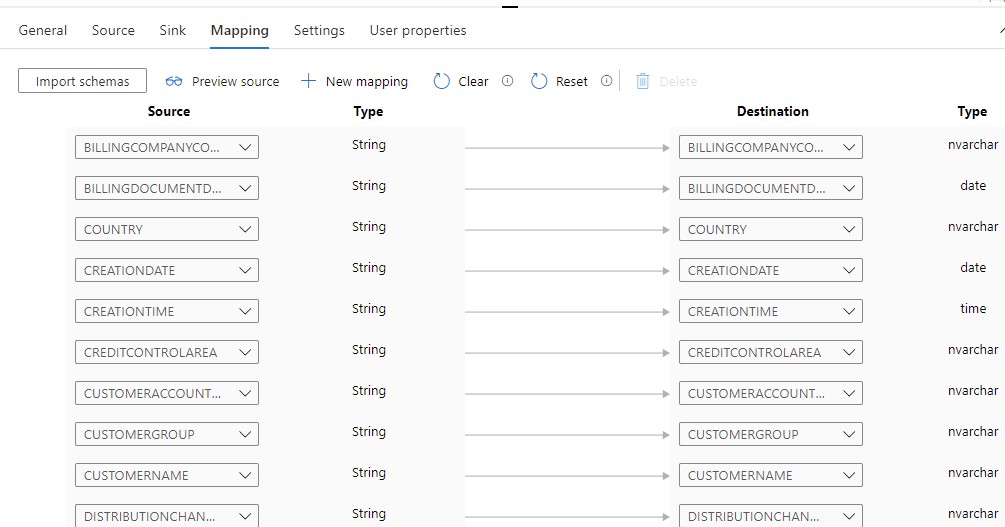 General Source Sink Mapping Settings User properties
Import schemas Preview source New mapping Clear Reset Delete
Source Type Destination Type
BILLINGCOMPANYCO... String BILLINGCOMPANYCO... nvarchar
BILLINGDOCUMENTD... String BILLINGDOCUMENTD... date
COUNTRY String COUNTRY nvarchar
CREATIONDATE String CREATIONDATE date
CREATIONTIME String CREATIONTIME time
CREDITCONTROLAREA String CREDITCONTROLAREA nvarchar
CUSTOMERACCOUNT... String CUSTOMERACCOUNT... nvarchar
CUSTOMERGROUP String CUSTOMERGROUP nvarchar
CUSTOMERNAME String CUSTOMERNAME nvarchar
DISTRIBUTIONCHAN... String DISTRIBUTIONCHAN... nvarchar